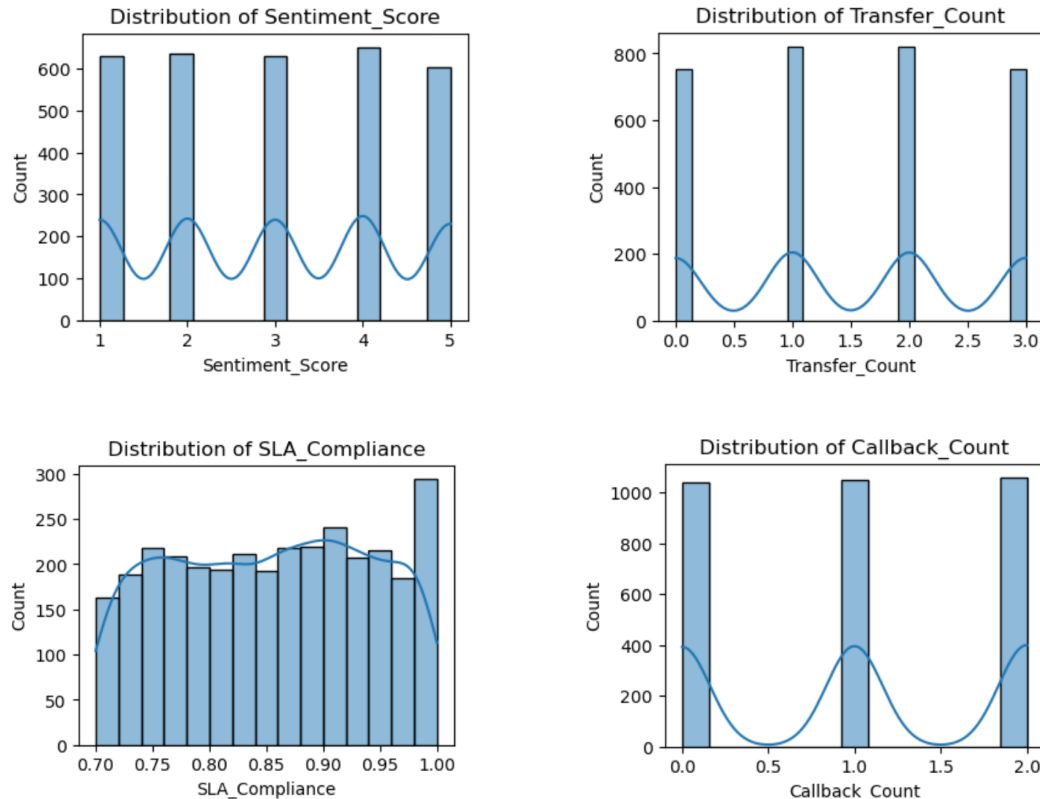 Distribution of Sentiment_Score
Count
600
500
400
300
200
100
0
1 2 3 4 5
Sentiment_Score
Distribution of Transfer_Count
Count
800
600
400
200
0
0.0 0.5 1.0 1.5 2.0 2.5 3.0
Transfer_Count
Distribution of SLA_Compliance
Count
300
250
200
150
100
50
0
0.70 0.75 0.80 0.85 0.90 0.95 1.00
SLA_Compliance
Distribution of Callback_Count
Count
1000
800
600
400
200
0
0.0 0.5 1.0 1.5 2.0
Callback_Count